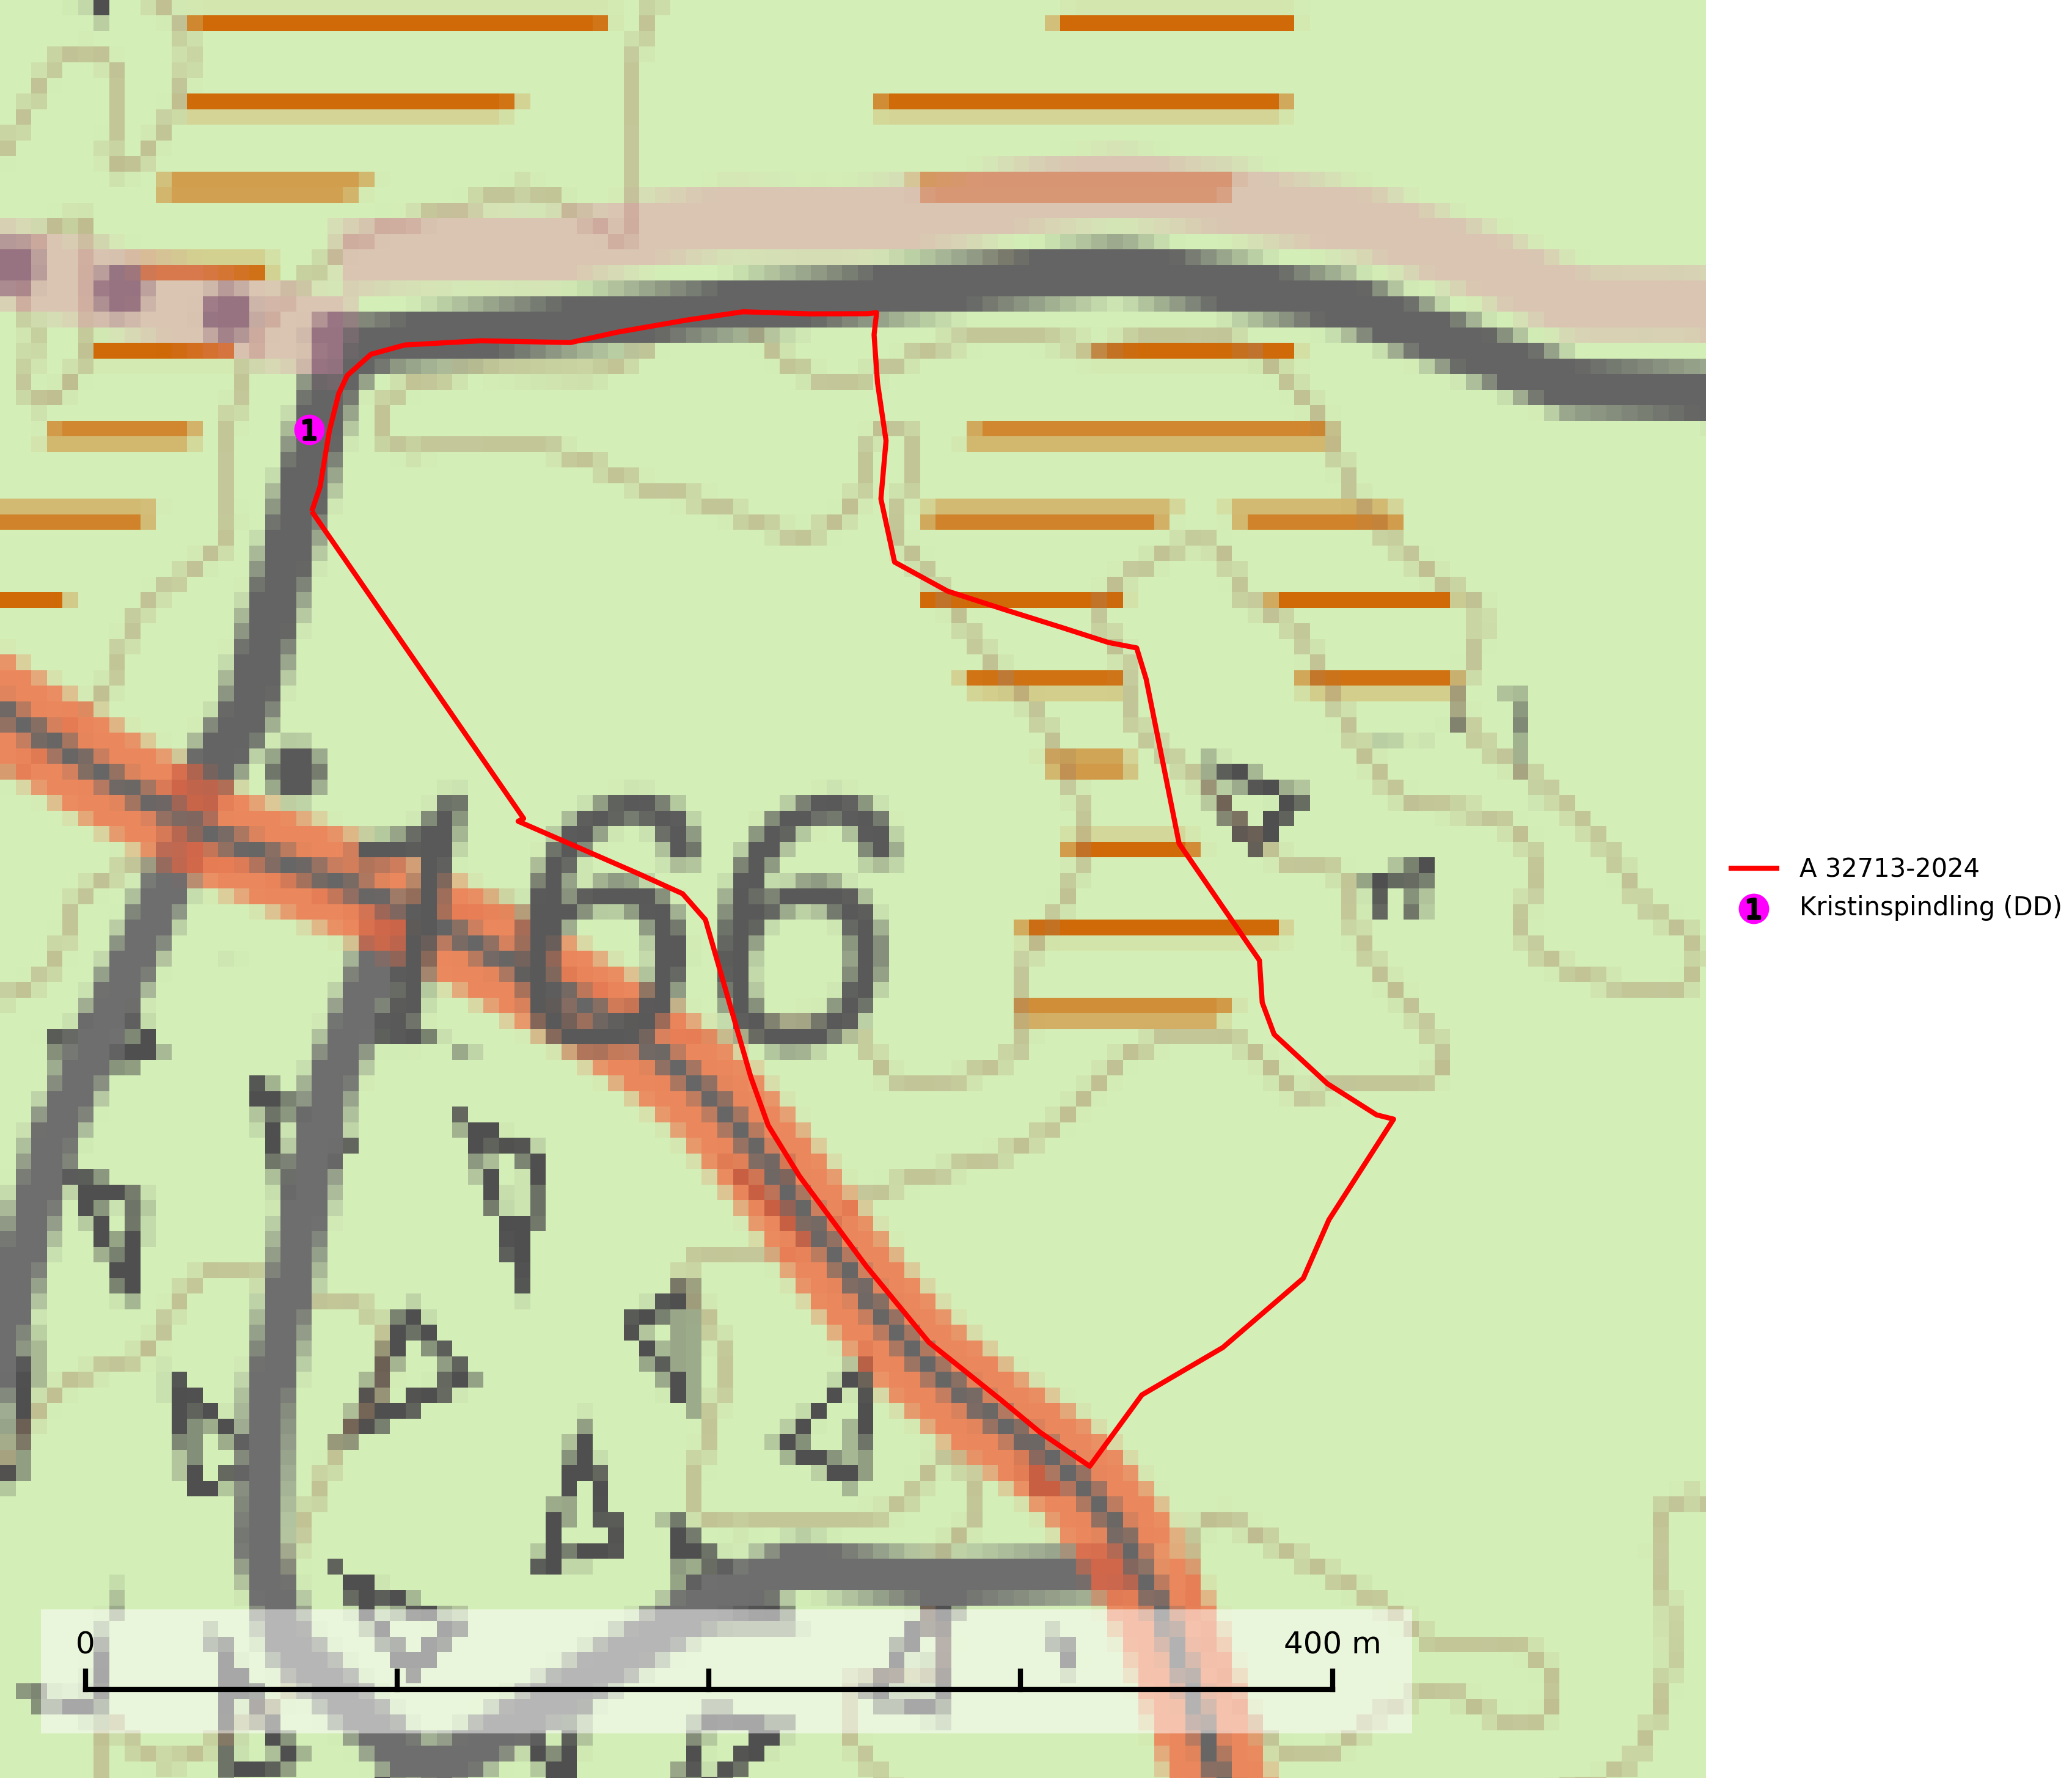 1
.166
A 32713-2024
1 Kristinspindling (DD)
0 400 m